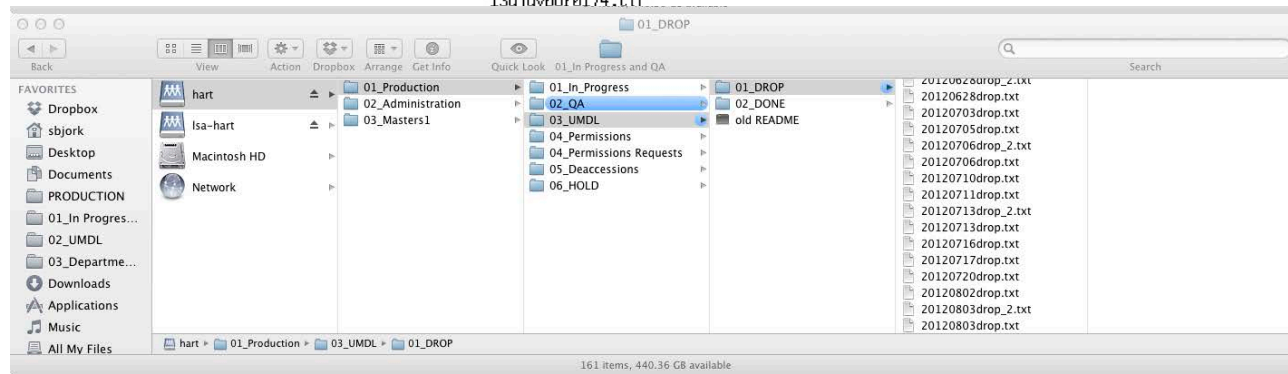 01_DROP
Back
View
Action
Dropbox
Arrange
Get Info
Quick Look
01_In Progress and QA
Search
FAVORITES
Dropbox
sbjork
Desktop
Documents
PRODUCTION
01_In Progres...
02_UMDL
03_Departme...
Downloads
Applications
Music
All My Files
hart
lsa-hart
Macintosh HD
Network
01_Production
02_Administration
03_Masters1
01_In_Progress
02_QA
03_UMDL
04_Permissions
04_Permissions Requests
05_Deaccessions
06_HOLD
01_DROP
02_DONE
old README
20120628drop_2.txt
20120628drop.txt
20120703drop.txt
20120705drop.txt
20120706drop_2.txt
20120706drop.txt
20120710drop.txt
20120711drop.txt
20120713drop_2.txt
20120713drop.txt
20120716drop.txt
20120717drop.txt
20120720drop.txt
20120802drop.txt
20120803drop_2.txt
20120803drop.txt
hart ▸ 01_Production ▸ 03_UMDL ▸ 01_DROP
161 items, 440.36 GB available